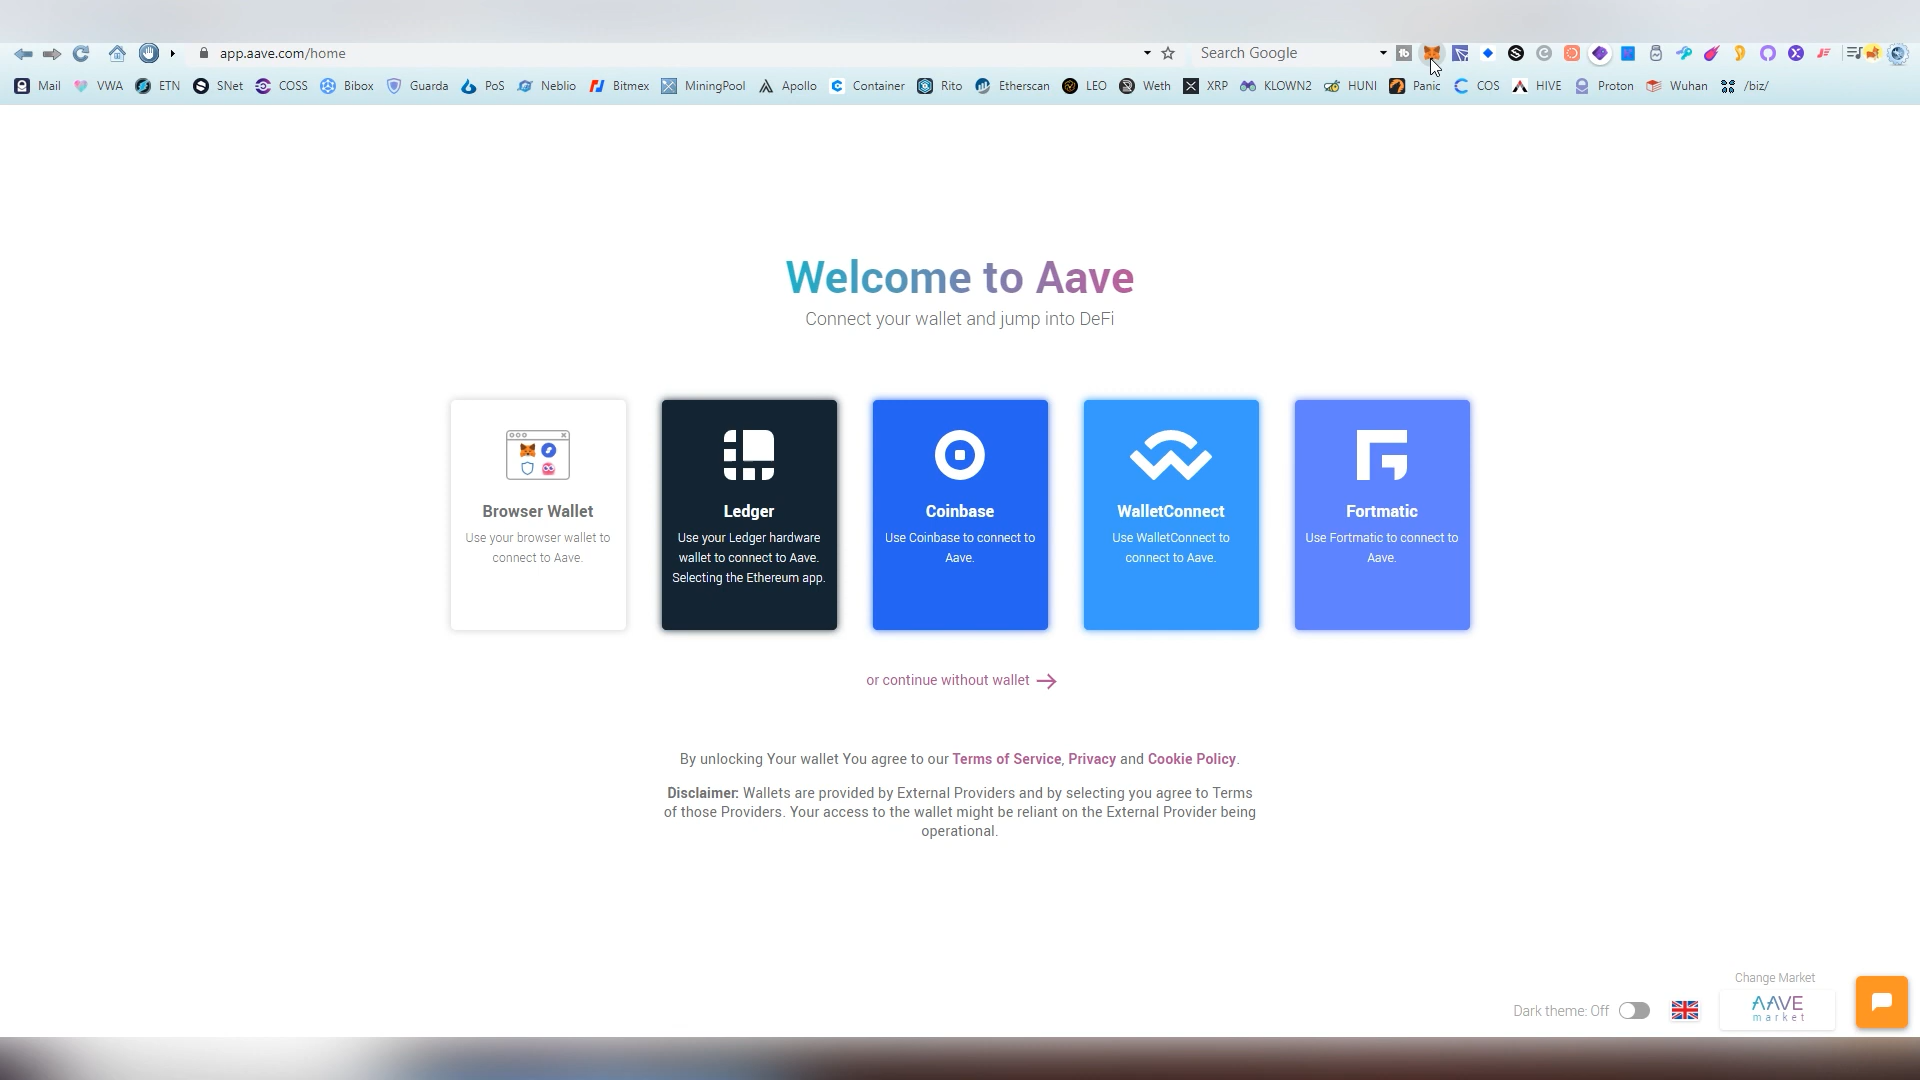 app.aave.com/home
Search Google
Mail VWA ETN SNet COSS Bibox Guarda PoS Neblio Bitmex MiningPool Apollo Container Rito Etherscan LEO Weth XRP KLOWN2 HUNI Panic COS HIVE Proton Wuhan /biz/
Welcome to Aave
Connect your wallet and jump into DeFi
Browser Wallet
Use your browser wallet to
connect to Aave.
Ledger
Use your Ledger hardware
wallet to connect to Aave.
Selecting the Ethereum app.
Coinbase
Use Coinbase to connect to
Aave.
WalletConnect
Use WalletConnect to
connect to Aave.
Fortmatic
Use Fortmatic to connect to
Aave.
or continue without wallet
By unlocking Your wallet You agree to our Terms of Service, Privacy and Cookie Policy.
Disclaimer: Wallets are provided by External Providers and by selecting you agree to Terms
of those Providers. Your access to the wallet might be reliant on the External Provider being
operational.
Change Market
Dark theme: Off
AAVE
market